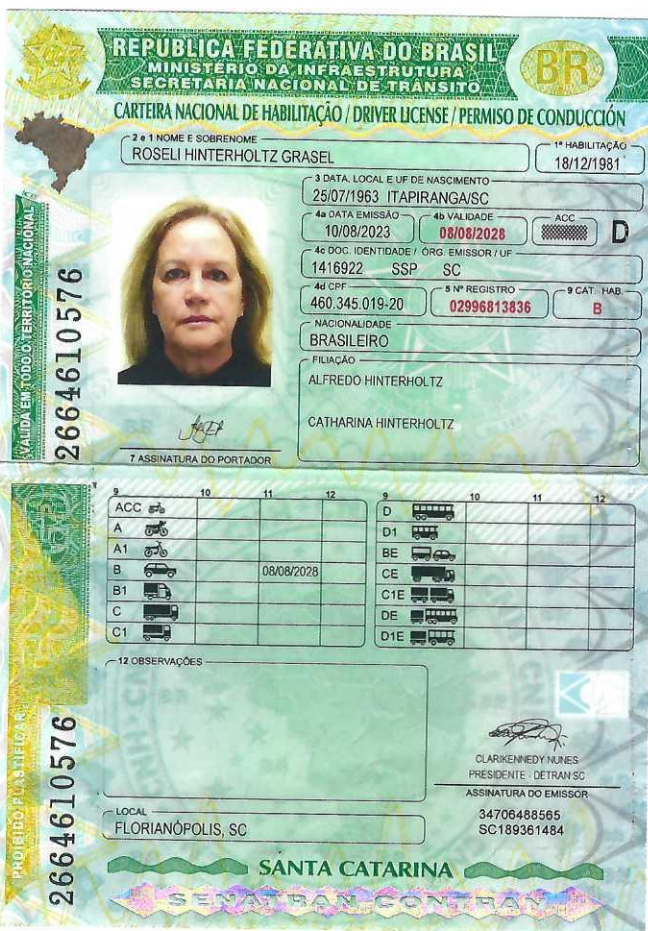 REPÚBLICA FEDERATIVA DO BRASIL
MINISTÉRIO DA INFRAESTRUTURA
SECRETARIA NACIONAL DE TRÂNSITO
BR
CARTEIRA NACIONAL DE HABILITAÇÃO / DRIVER LICENSE / PERMISO DE CONDUCCIÓN
2 e 1 NOME E SOBRENOME
ROSELI HINTERHOLTZ GRASEL
1ª HABILITAÇÃO
18/12/1981
3 DATA, LOCAL E UF DE NASCIMENTO
25/07/1963 ITAPIRANGA/SC
4a DATA EMISSÃO
10/08/2023
4b VALIDADE
08/08/2028
ACC
D
4c DOC. IDENTIDADE / ÓRG. EMISSOR / UF
1416922 SSP SC
4d CPF
460.345.019-20
5 Nº REGISTRO
02996813836
9 CAT. HAB.
B
NACIONALIDADE
BRASILEIRO
FILIAÇÃO
ALFREDO HINTERHOLTZ
CATHARINA HINTERHOLTZ
7 ASSINATURA DO PORTADOR
VÁLIDA EM TODO O TERRITÓRIO NACIONAL
2664610576
9 10 11 12
ACC
A
A1
B 08/08/2028
B1
C
C1
9 10 11 12
D
D1
BE
CE
C1E
DE
D1E
12 OBSERVAÇÕES
CLARIKENNEDY NUNES
PRESIDENTE - DETRAN SC
ASSINATURA DO EMISSOR
34706488565
SC189361484
LOCAL
FLORIANÓPOLIS, SC
PROIBIDO PLASTIFICAR
2664610576
SANTA CATARINA
SENATRAN CONTRAN